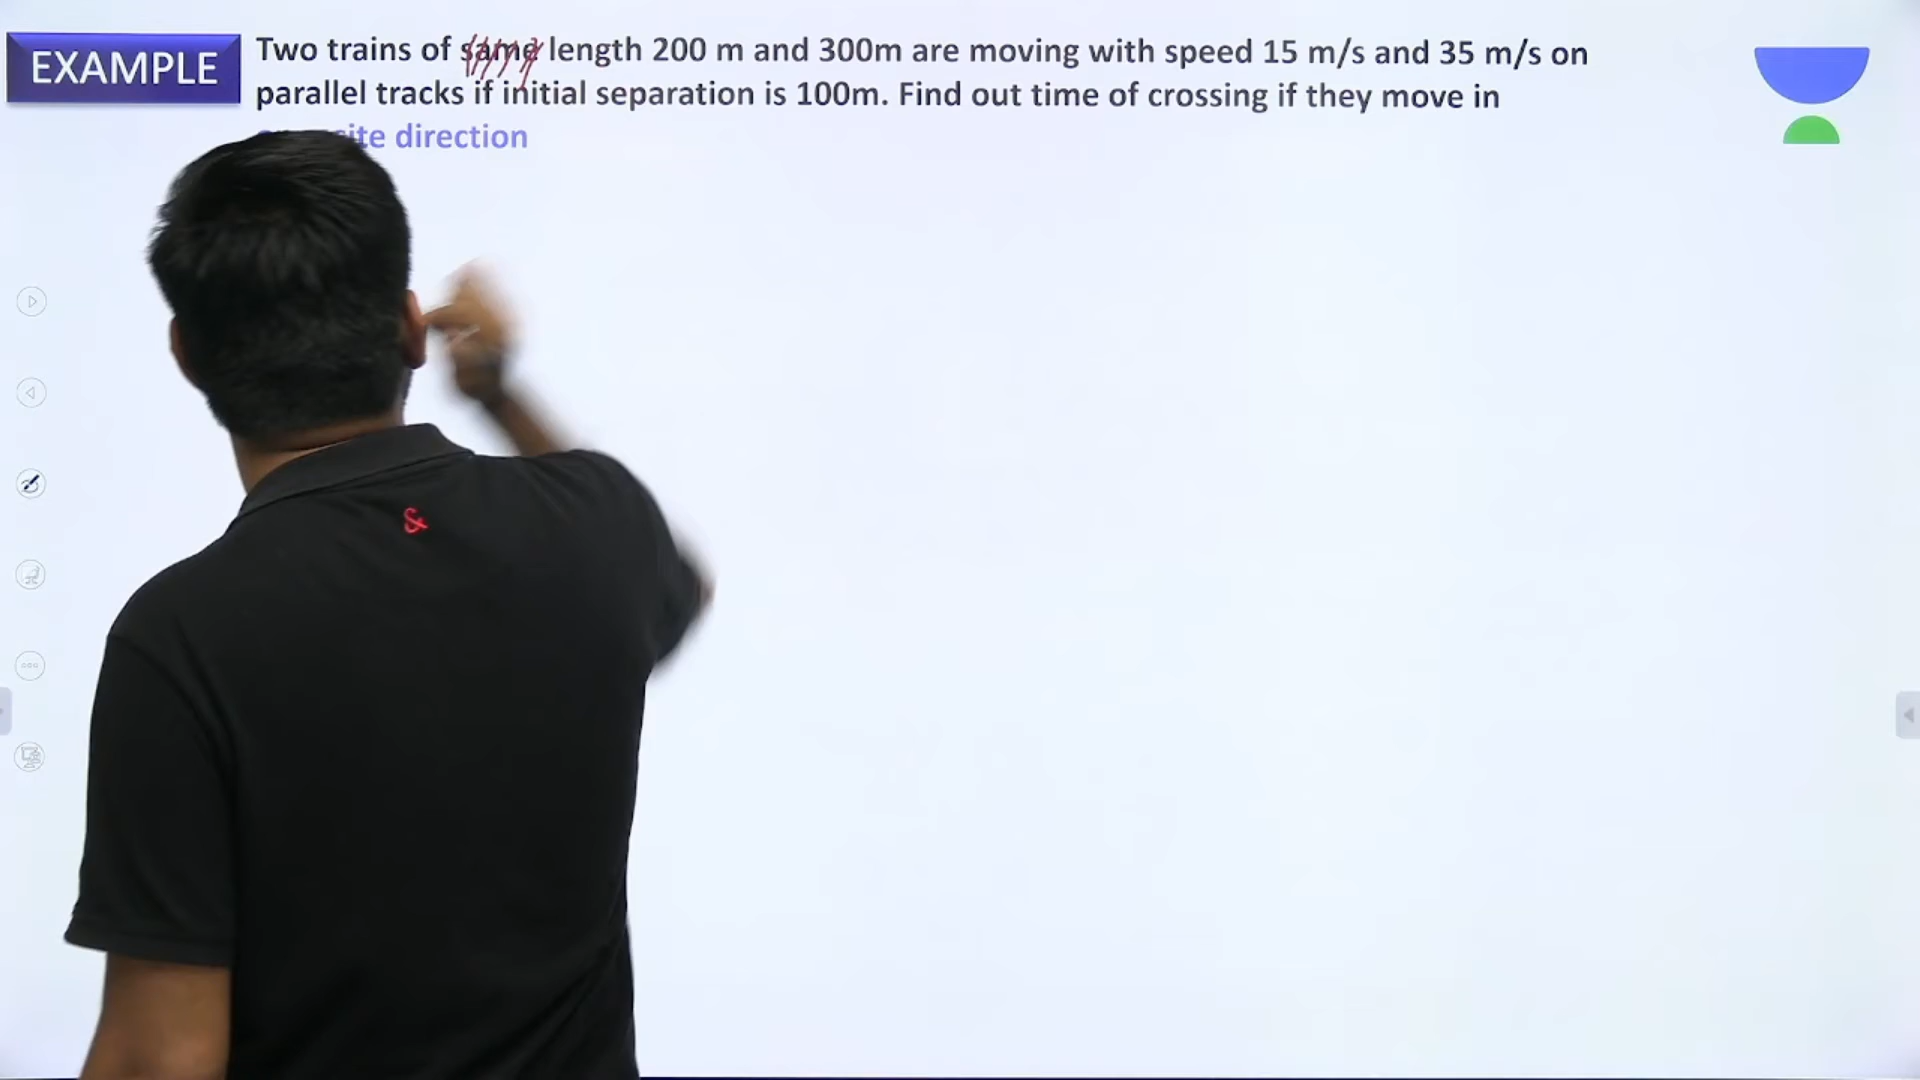 EXAMPLE
Two trains of same length 200 m and 300m are moving with speed 15 m/s and 35 m/s on
parallel tracks if initial separation is 100m. Find out time of crossing if they move in
direction
&